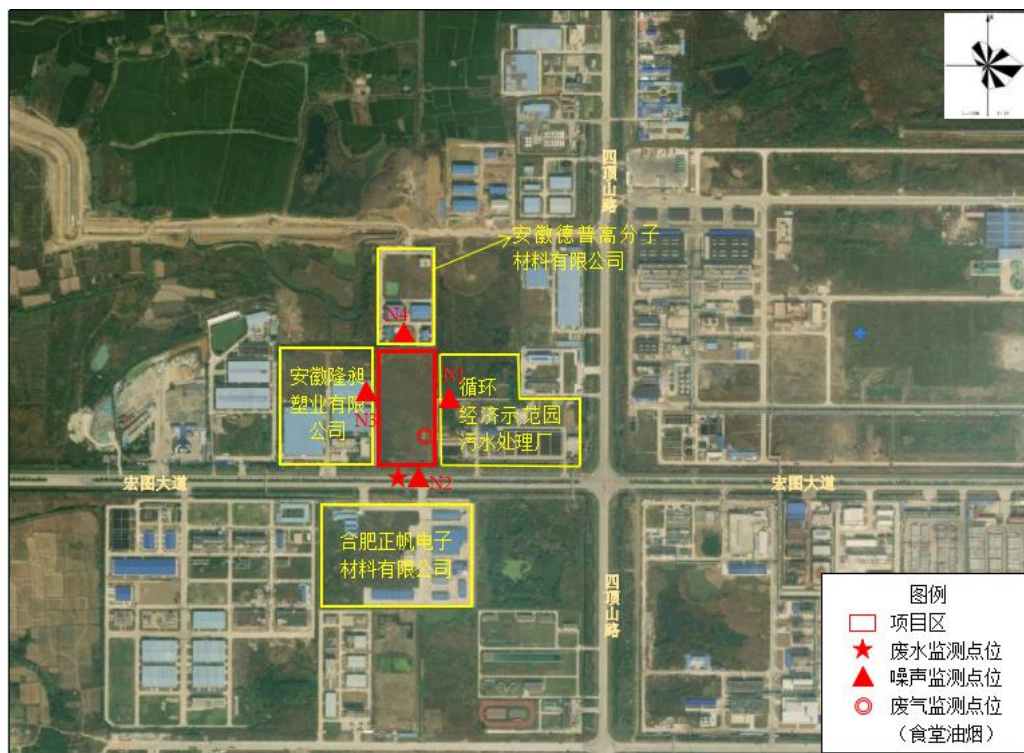 四顶山路
安徽德普高分子
材料有限公司
N4
安徽隆昶
塑业有限
公司
N3
N1
循环
经济示范园
污水处理厂
N2
宏图大道
宏图大道
合肥正帆电子
材料有限公司
四顶山路
图例
项目区
废水监测点位
噪声监测点位
废气监测点位
(食堂油烟)